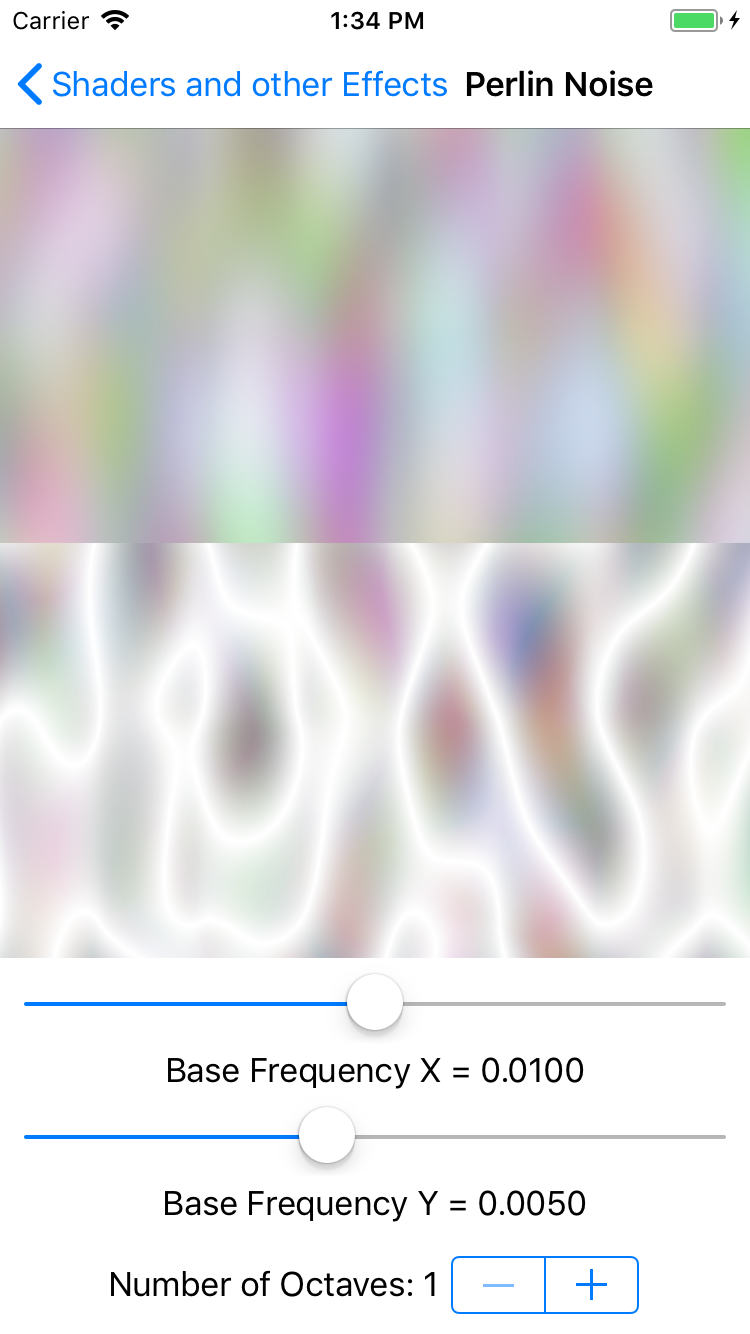 Carrier 1:34 PM
Shaders and other Effects Perlin Noise
Base Frequency X = 0.0100
Base Frequency Y = 0.0050
Number of Octaves: 1 − +